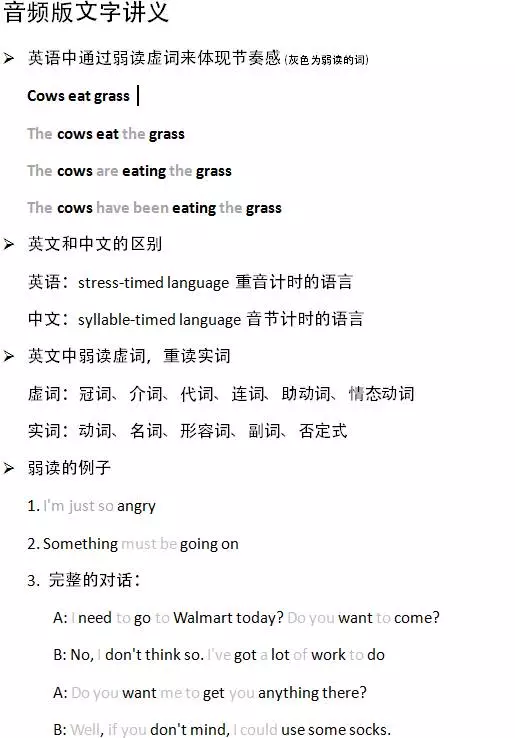 音频版文字讲义
➢ 英语中通过弱读虚词来体现节奏感 (灰色为弱读的词)
Cows eat grass
The cows eat the grass
The cows are eating the grass
The cows have been eating the grass
➢ 英文和中文的区别
英语：stress-timed language 重音计时的语言
中文：syllable-timed language 音节计时的语言
➢ 英文中弱读虚词，重读实词
虚词：冠词、介词、代词、连词、助动词、情态动词
实词：动词、名词、形容词、副词、否定式
➢ 弱读的例子
1. I'm just so angry
2. Something must be going on
3. 完整的对话：
A: I need to go to Walmart today? Do you want to come?
B: No, I don't think so. I've got a lot of work to do
A: Do you want me to get you anything there?
B: Well, if you don't mind, I could use some socks.